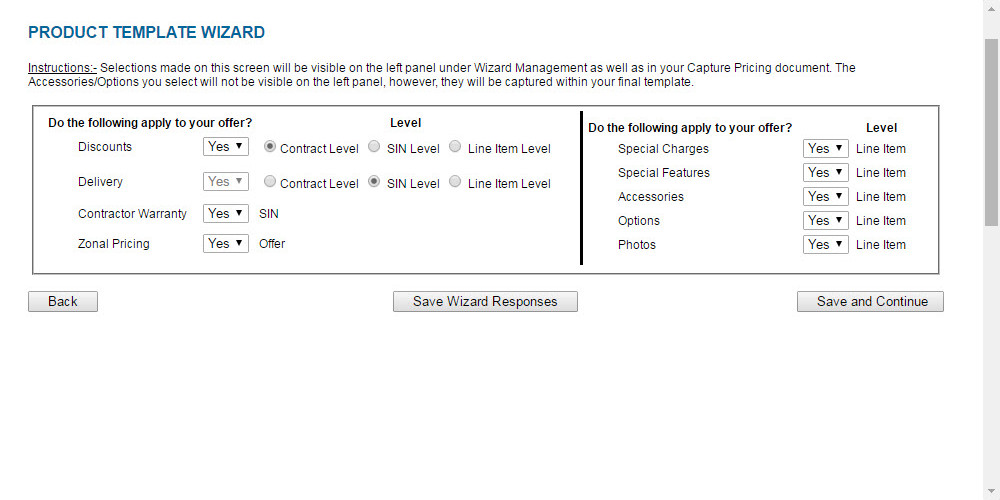 PRODUCT TEMPLATE WIZARD
Instructions:- Selections made on this screen will be visible on the left panel under Wizard Management as well as in your Capture Pricing document. The
Accessories/Options you select will not be visible on the left panel, however, they will be captured within your final template.
Do the following apply to your offer? Level
Discounts Yes Contract Level SIN Level Line Item Level
Delivery Yes Contract Level SIN Level Line Item Level
Contractor Warranty Yes SIN
Zonal Pricing Yes Offer
Do the following apply to your offer? Level
Special Charges Yes Line Item
Special Features Yes Line Item
Accessories Yes Line Item
Options Yes Line Item
Photos Yes Line Item
Back Save Wizard Responses Save and Continue